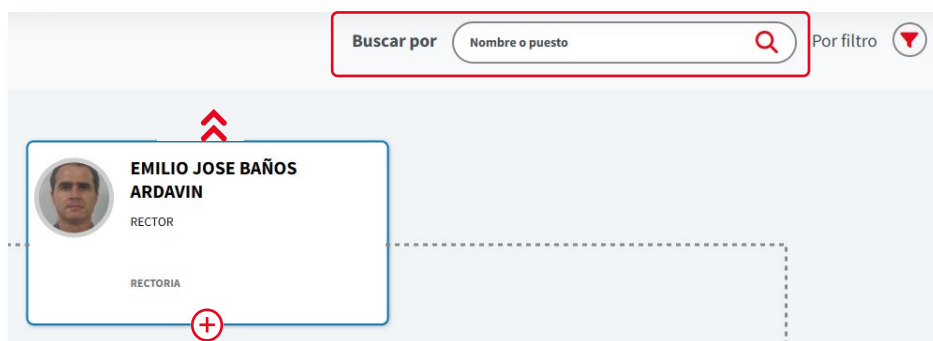 Buscar por
Nombre o puesto
Por filtro
EMILIO JOSE BAÑOS
ARDAVIN
RECTOR
RECTORIA